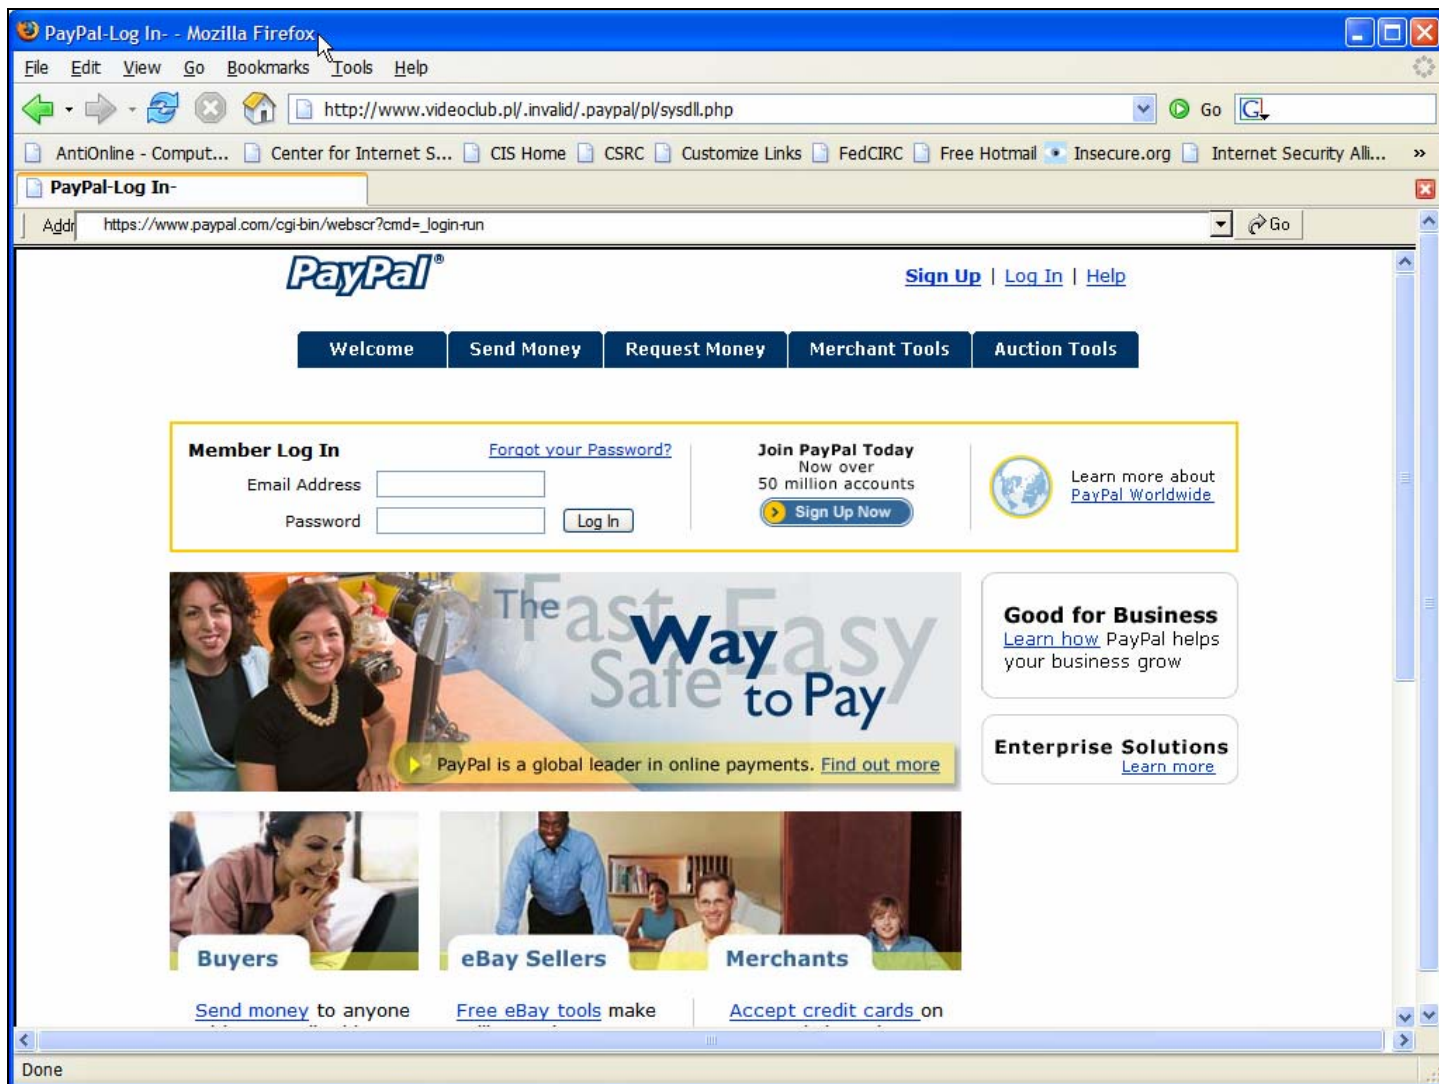 PayPal-Log In- - Mozilla Firefox
File Edit View Go Bookmarks Tools Help
http://www.videoclub.pl/.invalid/.paypal/pl/sysdll.php Go G
AntiOnline - Comput... Center for Internet S... CIS Home CSRC Customize Links FedCIRC Free Hotmail Insecure.org Internet Security Alli... »
PayPal-Log In-
Addr https://www.paypal.com/cgi-bin/webscr?cmd=_login-run Go
PayPal®
Sign Up | Log In | Help
Welcome Send Money Request Money Merchant Tools Auction Tools
Member Log In Forgot your Password?
Email Address
Password Log In
Join PayPal Today
Now over
50 million accounts
Sign Up Now
Learn more about
PayPal Worldwide
The Fast Easy
Safe Way
to Pay
PayPal is a global leader in online payments. Find out more
Good for Business
Learn how PayPal helps
your business grow
Enterprise Solutions
Learn more
Buyers eBay Sellers Merchants
Send money to anyone Free eBay tools make Accept credit cards on
Done